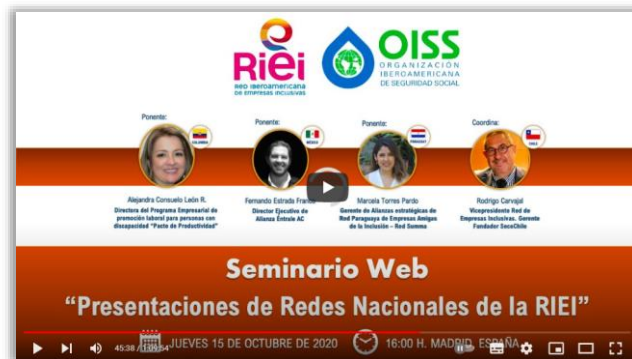 Riei
RED IBEROAMERICANA
DE EMPRESAS INCLUSIVAS
OISS
ORGANIZACIÓN
IBEROAMERICANA
DE SEGURIDAD SOCIAL
Ponente:
COLOMBIA
Alejandra Consuelo León R.
Directora del Programa Empresarial de
promoción laboral para personas con
discapacidad "Pacto de Productividad"
Ponente:
MÉXICO
Fernando Estrada Franco
Director Ejecutivo de
Alianza Éntrale AC
Ponente:
PARAGUAY
Marcela Torres Pardo
Gerente de Alianzas estratégicas de
Red Paraguaya de Empresas Amigas
de la Inclusión – Red Summa
Coordina:
CHILE
Rodrigo Carvajal
Vicepresidente Red de
Empresas Inclusivas. Gerente
Fundador SocoChile
Seminario Web
“Presentaciones de Redes Nacionales de la RIEI”
JUEVES 15 DE OCTUBRE DE 2020
16:00 H. MADRID, ESPAÑA
45:38 / 1:09:54